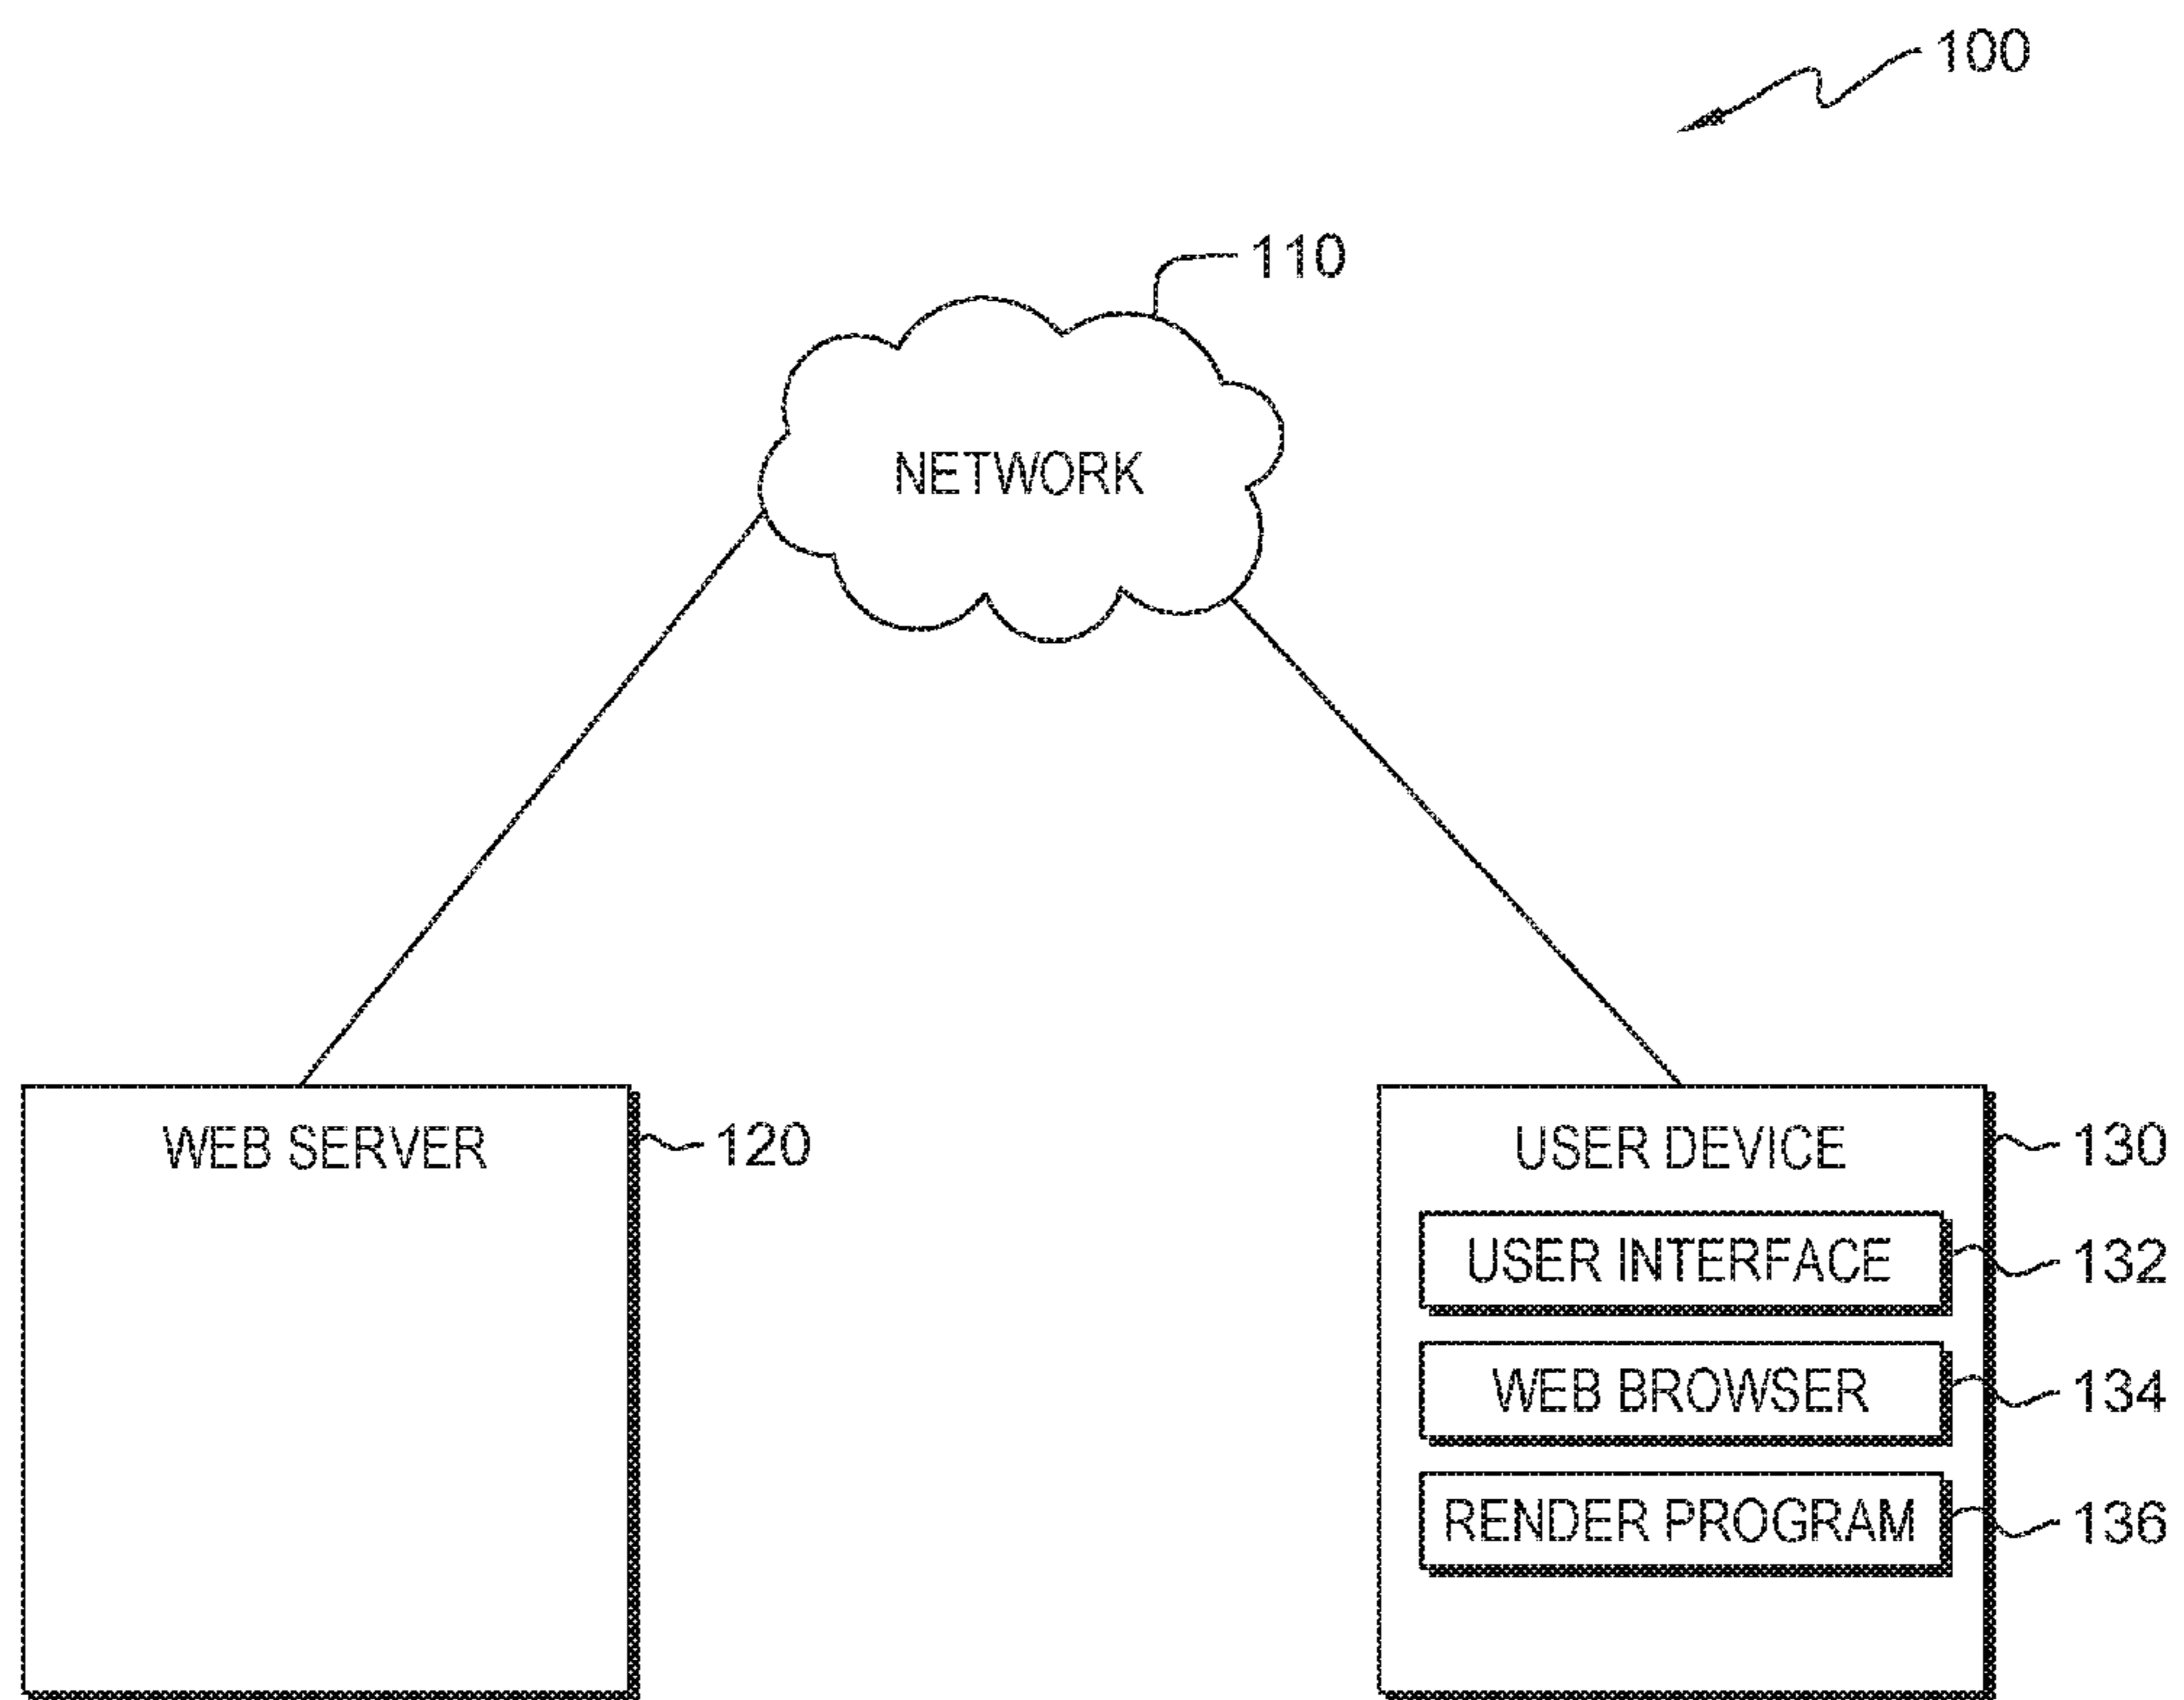 100
110
NETWORK
WEB SERVER
120
USER DEVICE
130
USER INTERFACE
132
WEB BROWSER
134
RENDER PROGRAM
136